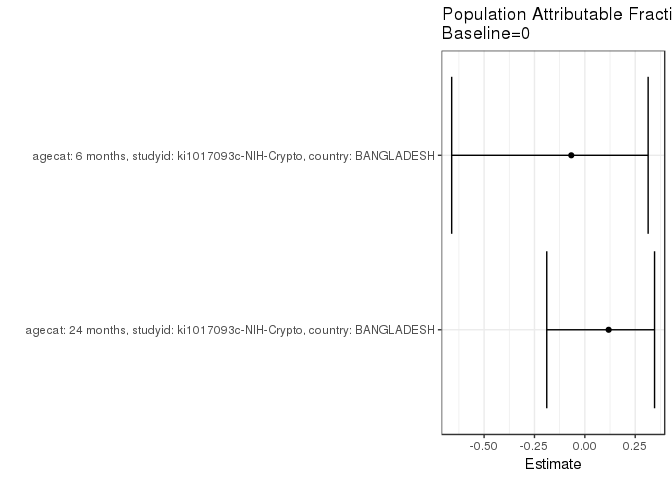 Population Attributable Fracti
Baseline=0
agecat: 6 months, studyid: ki1017093c-NIH-Crypto, country: BANGLADESH
agecat: 24 months, studyid: ki1017093c-NIH-Crypto, country: BANGLADESH
-0.50 -0.25 0.00 0.25
Estimate